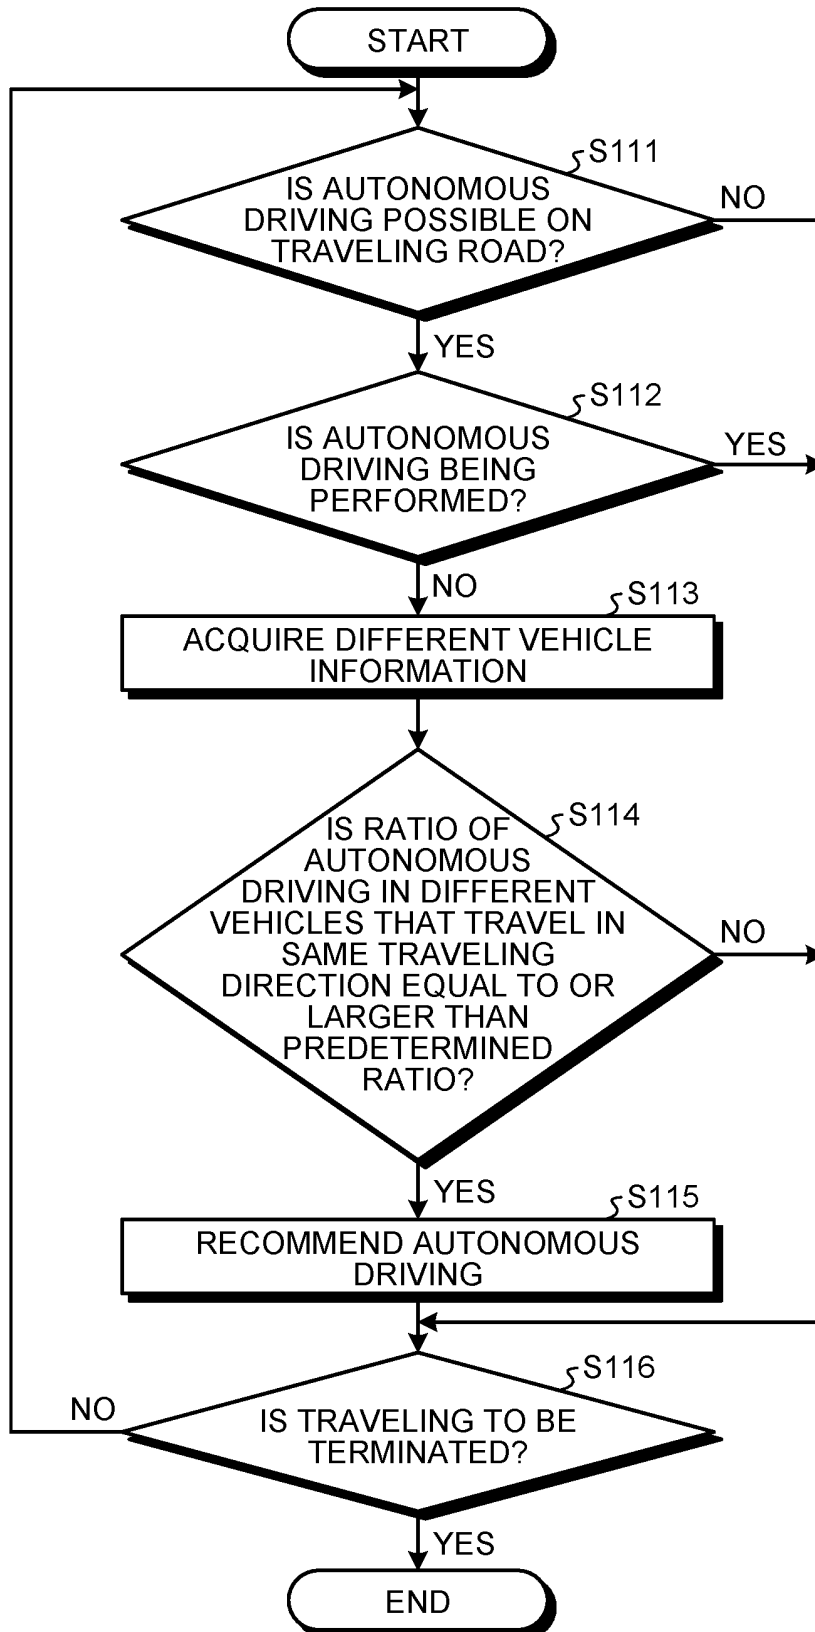 START
S111
IS AUTONOMOUS
DRIVING POSSIBLE ON
TRAVELING ROAD?
NO
YES
S112
IS AUTONOMOUS
DRIVING BEING
PERFORMED?
YES
NO
S113
ACQUIRE DIFFERENT VEHICLE
INFORMATION
S114
IS RATIO OF
AUTONOMOUS
DRIVING IN DIFFERENT
VEHICLES THAT TRAVEL IN
SAME TRAVELING
DIRECTION EQUAL TO OR
LARGER THAN
PREDETERMINED
RATIO?
NO
YES
S115
RECOMMEND AUTONOMOUS
DRIVING
S116
NO
IS TRAVELING TO BE
TERMINATED?
YES
END